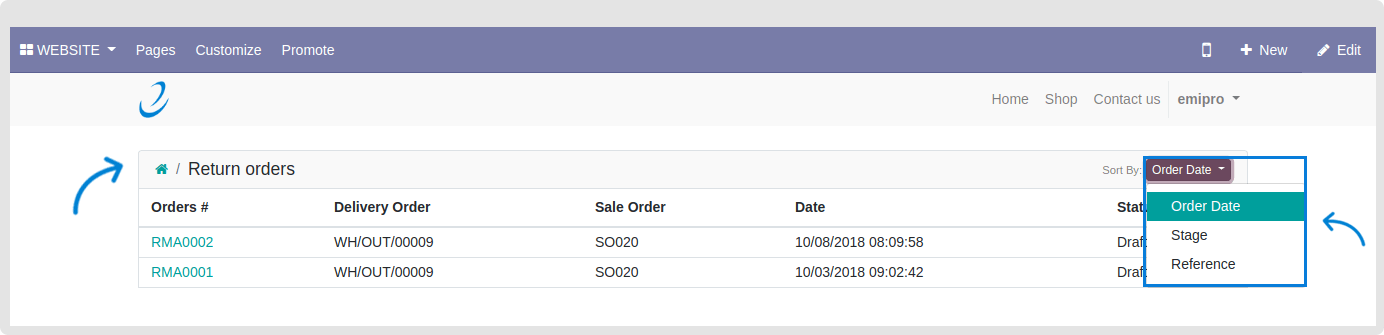 WEBSITE Pages Customize Promote New Edit
Home Shop Contact us emipro
/ Return orders Sort By: Order Date
Orders # Delivery Order Sale Order Date Statu
Order Date
RMA0002 WH/OUT/00009 SO020 10/08/2018 08:09:58 Draf
Stage
RMA0001 WH/OUT/00009 SO020 10/03/2018 09:02:42 Draf
Reference